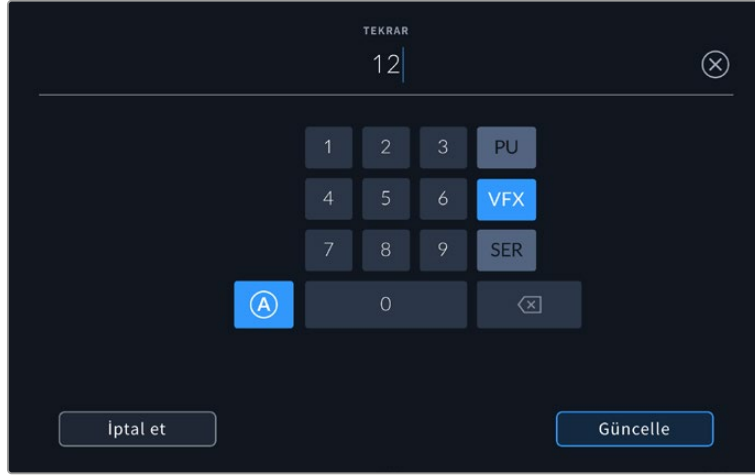 TEKRAR
12
1 2 3 PU
4 5 6 VFX
7 8 9 SER
A 0
İptal et Güncelle